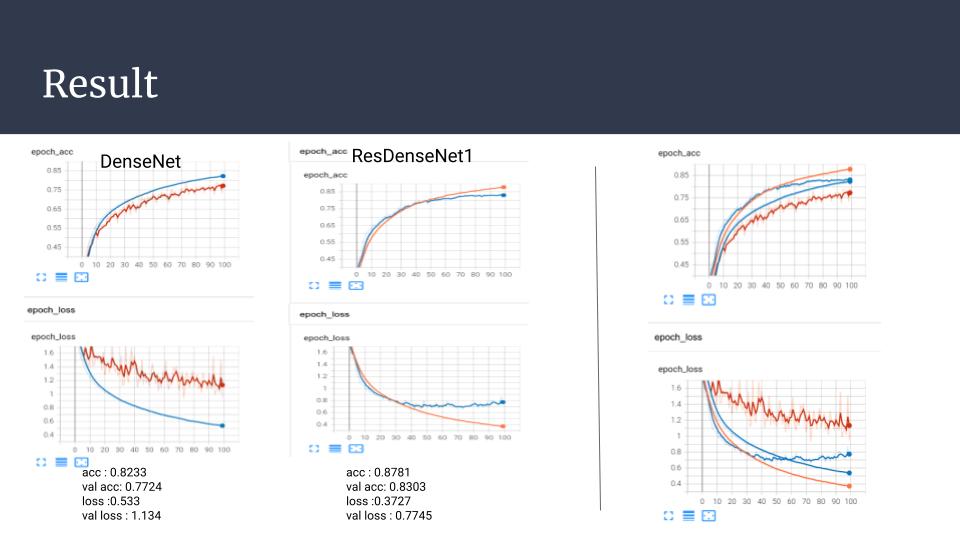 Result
epoch_acc
DenseNet
0.85
0.75
0.65
0.55
0.45
0 10 20 30 40 50 60 70 80 90 100
epoch_loss
epoch_loss
1.6
1.4
1.2
1
0.8
0.6
0.4
0 10 20 30 40 50 60 70 80 90 100
acc : 0.8233
val acc: 0.7724
loss :0.533
val loss : 1.134
epoch_acc
ResDenseNet1
epoch_acc
0.85
0.75
0.65
0.55
0.45
0 10 20 30 40 50 60 70 80 90 100
epoch_loss
epoch_loss
1.6
1.4
1.2
1
0.8
0.6
0.4
0 10 20 30 40 50 60 70 80 90 100
acc : 0.8781
val acc: 0.8303
loss :0.3727
val loss : 0.7745
epoch_acc
0.85
0.75
0.65
0.55
0.45
0 10 20 30 40 50 60 70 80 90 100
epoch_loss
epoch_loss
1.6
1.4
1.2
1
0.8
0.6
0.4
0 10 20 30 40 50 60 70 80 90 100